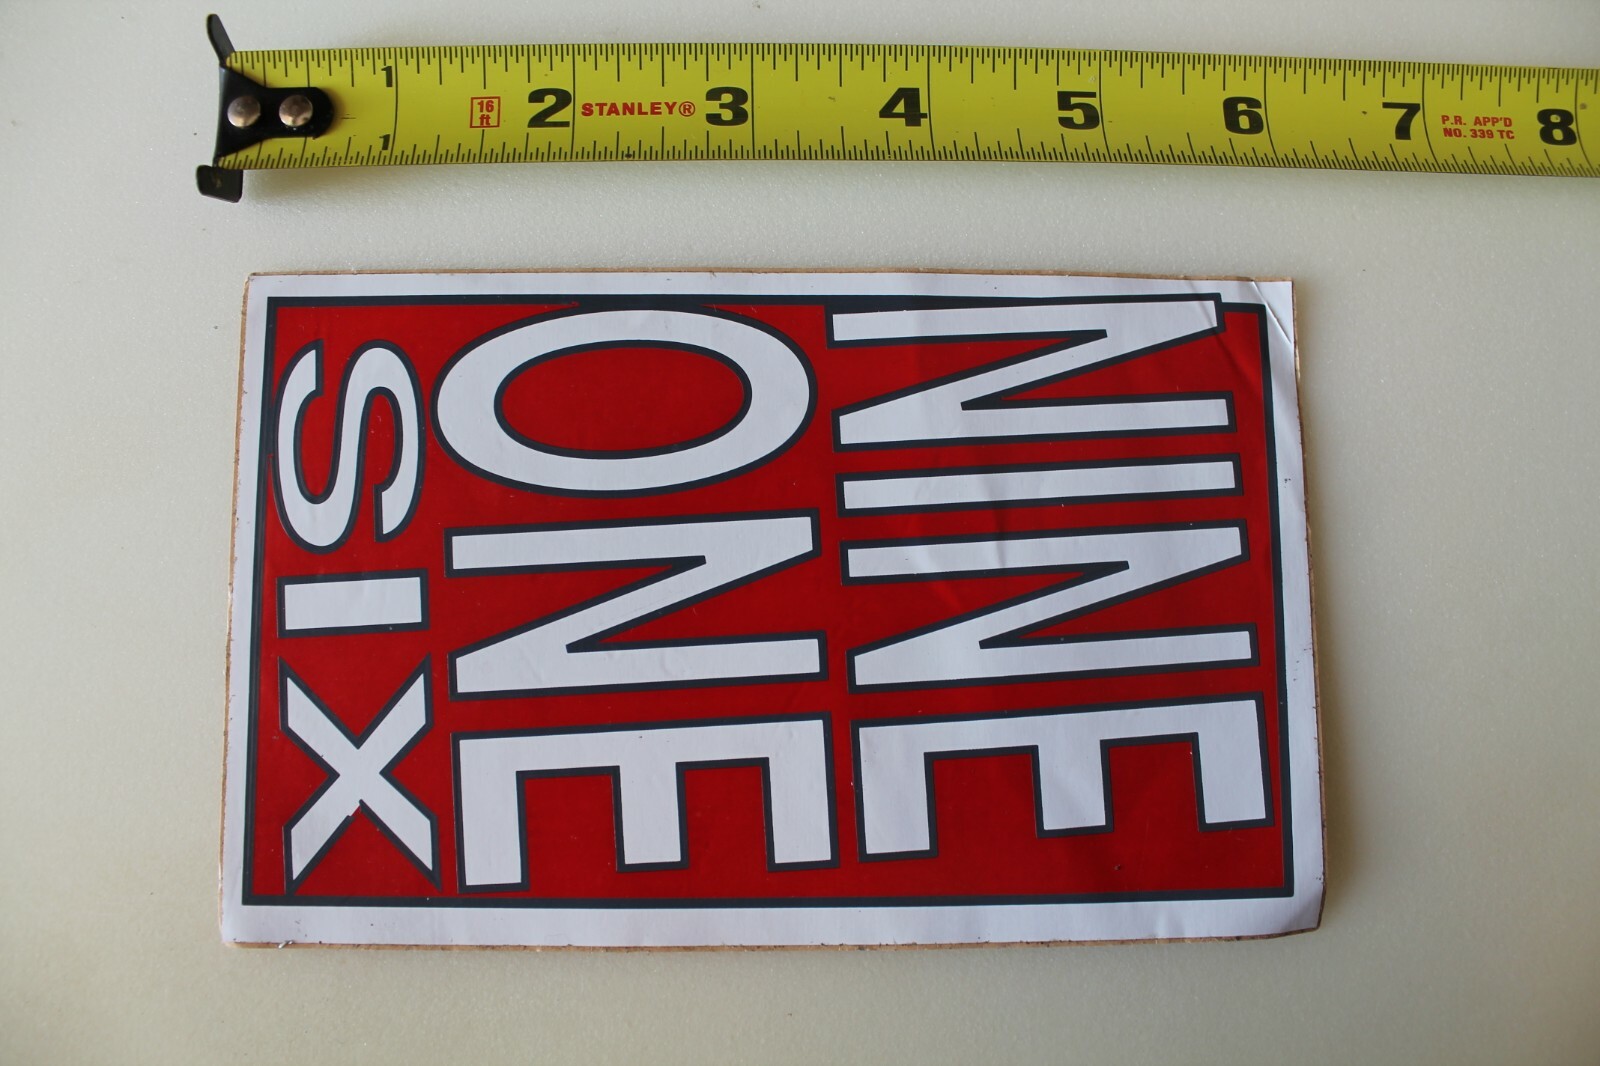 1 16 ft 2 STANLEY® 3 4 5 6 7 P.R. APP'D NO. 339 TC 8
1
NINE
ONE
SIX